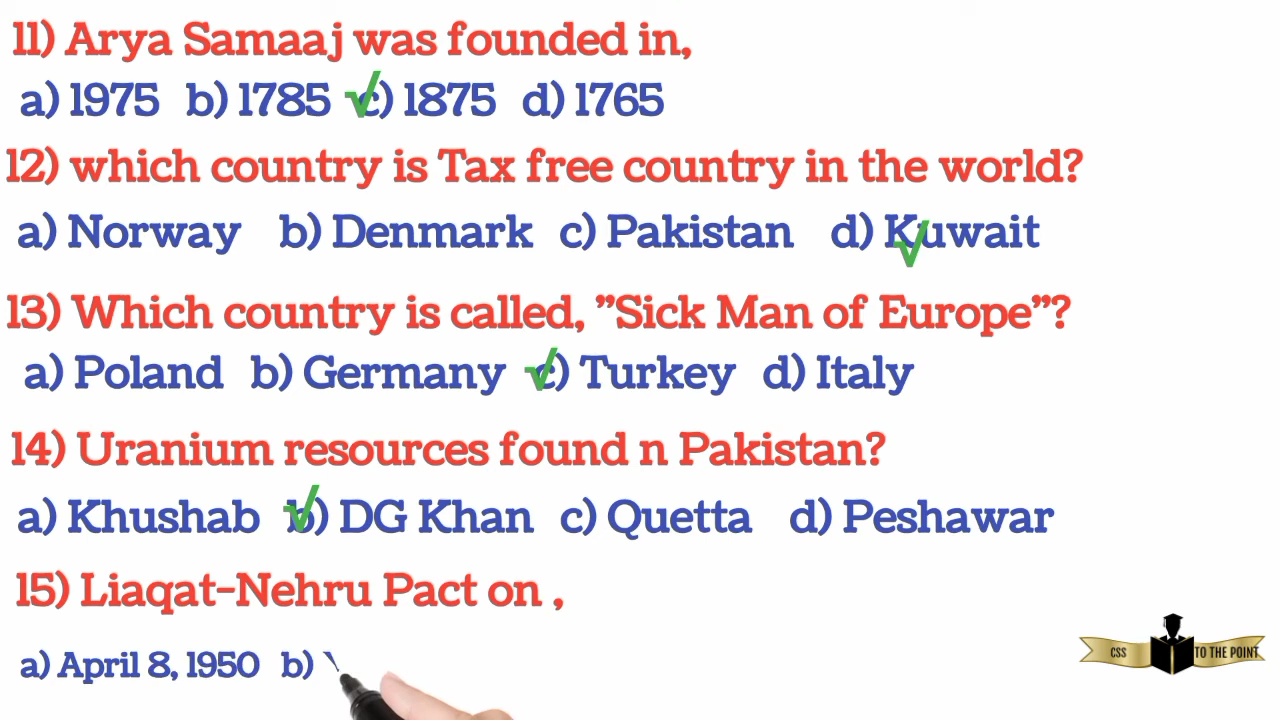 11) Arya Samaaj was founded in,
a) 1975 b) 1785 √c) 1875 d) 1765
12) which country is Tax free country in the world?
a) Norway b) Denmark c) Pakistan d) Kuwait √
13) Which country is called, ”Sick Man of Europe”?
a) Poland b) Germany √c) Turkey d) Italy
14) Uranium resources found n Pakistan?
a) Khushab √b) DG Khan c) Quetta d) Peshawar
15) Liaqat-Nehru Pact on ,
a) April 8, 1950 b)
CSS TO THE POINT